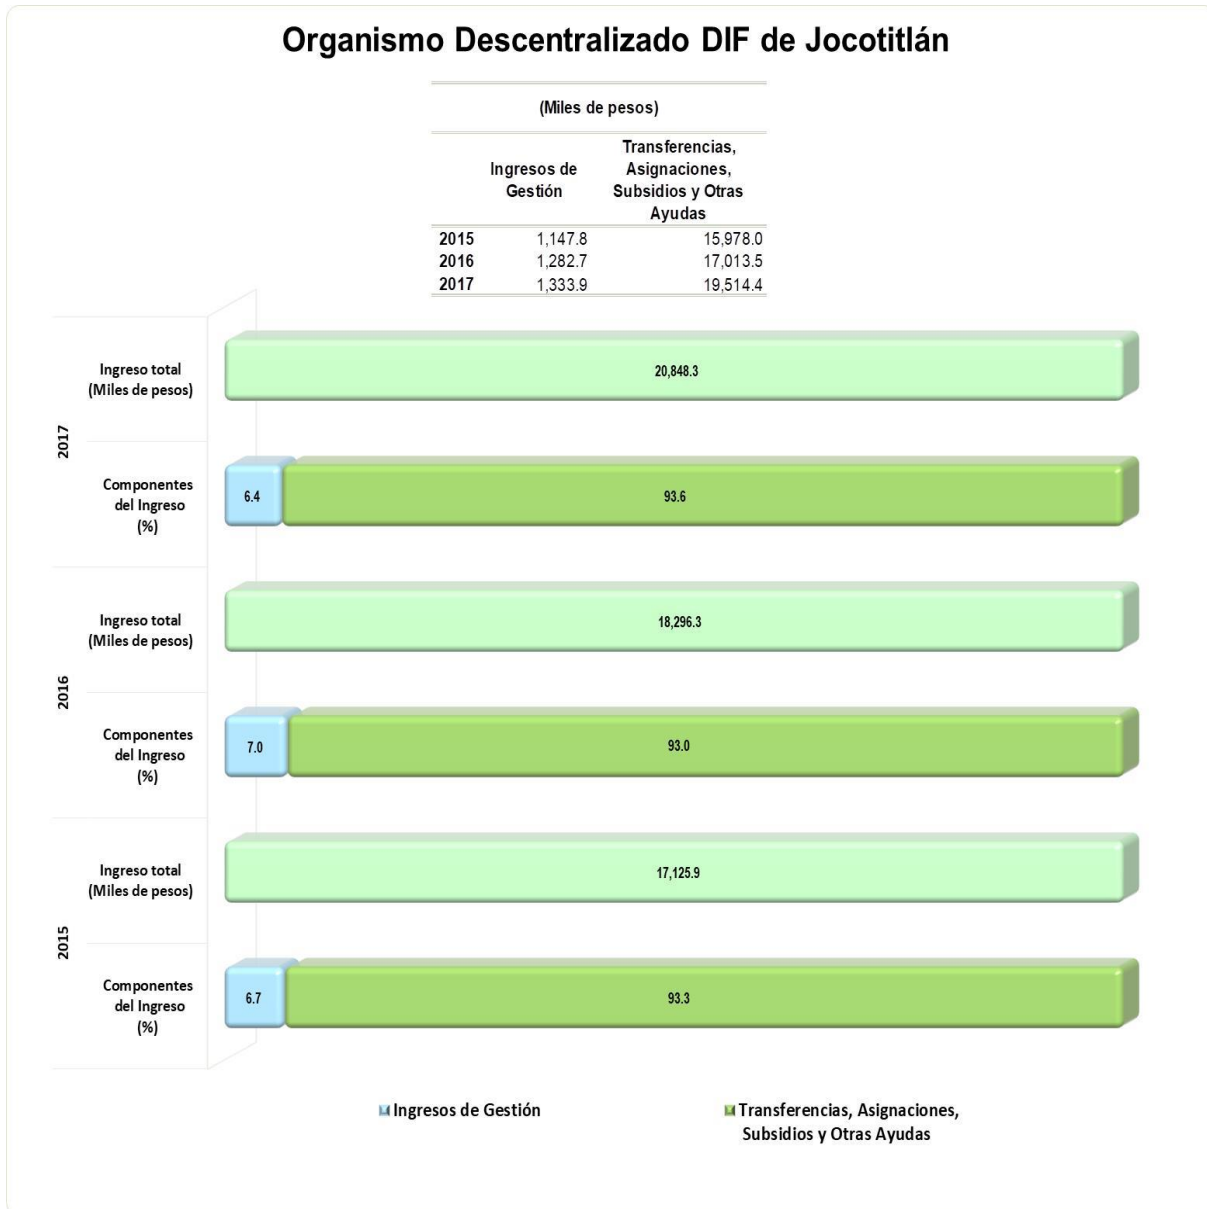 Organismo Descentralizado DIF de Jocotitlán
(Miles de pesos)
Ingresos de
Gestión
Transferencias,
Asignaciones,
Subsidios y Otras
Ayudas
2015 1,147.8 15,978.0
2016 1,282.7 17,013.5
2017 1,333.9 19,514.4
2017
Ingreso total
(Miles de pesos)
20,848.3
Componentes
del Ingreso
(%)
6.4 93.6
2016
Ingreso total
(Miles de pesos)
18,296.3
Componentes
del Ingreso
(%)
7.0 93.0
2015
Ingreso total
(Miles de pesos)
17,125.9
Componentes
del Ingreso
(%)
6.7 93.3
Ingresos de Gestión
Transferencias, Asignaciones,
Subsidios y Otras Ayudas